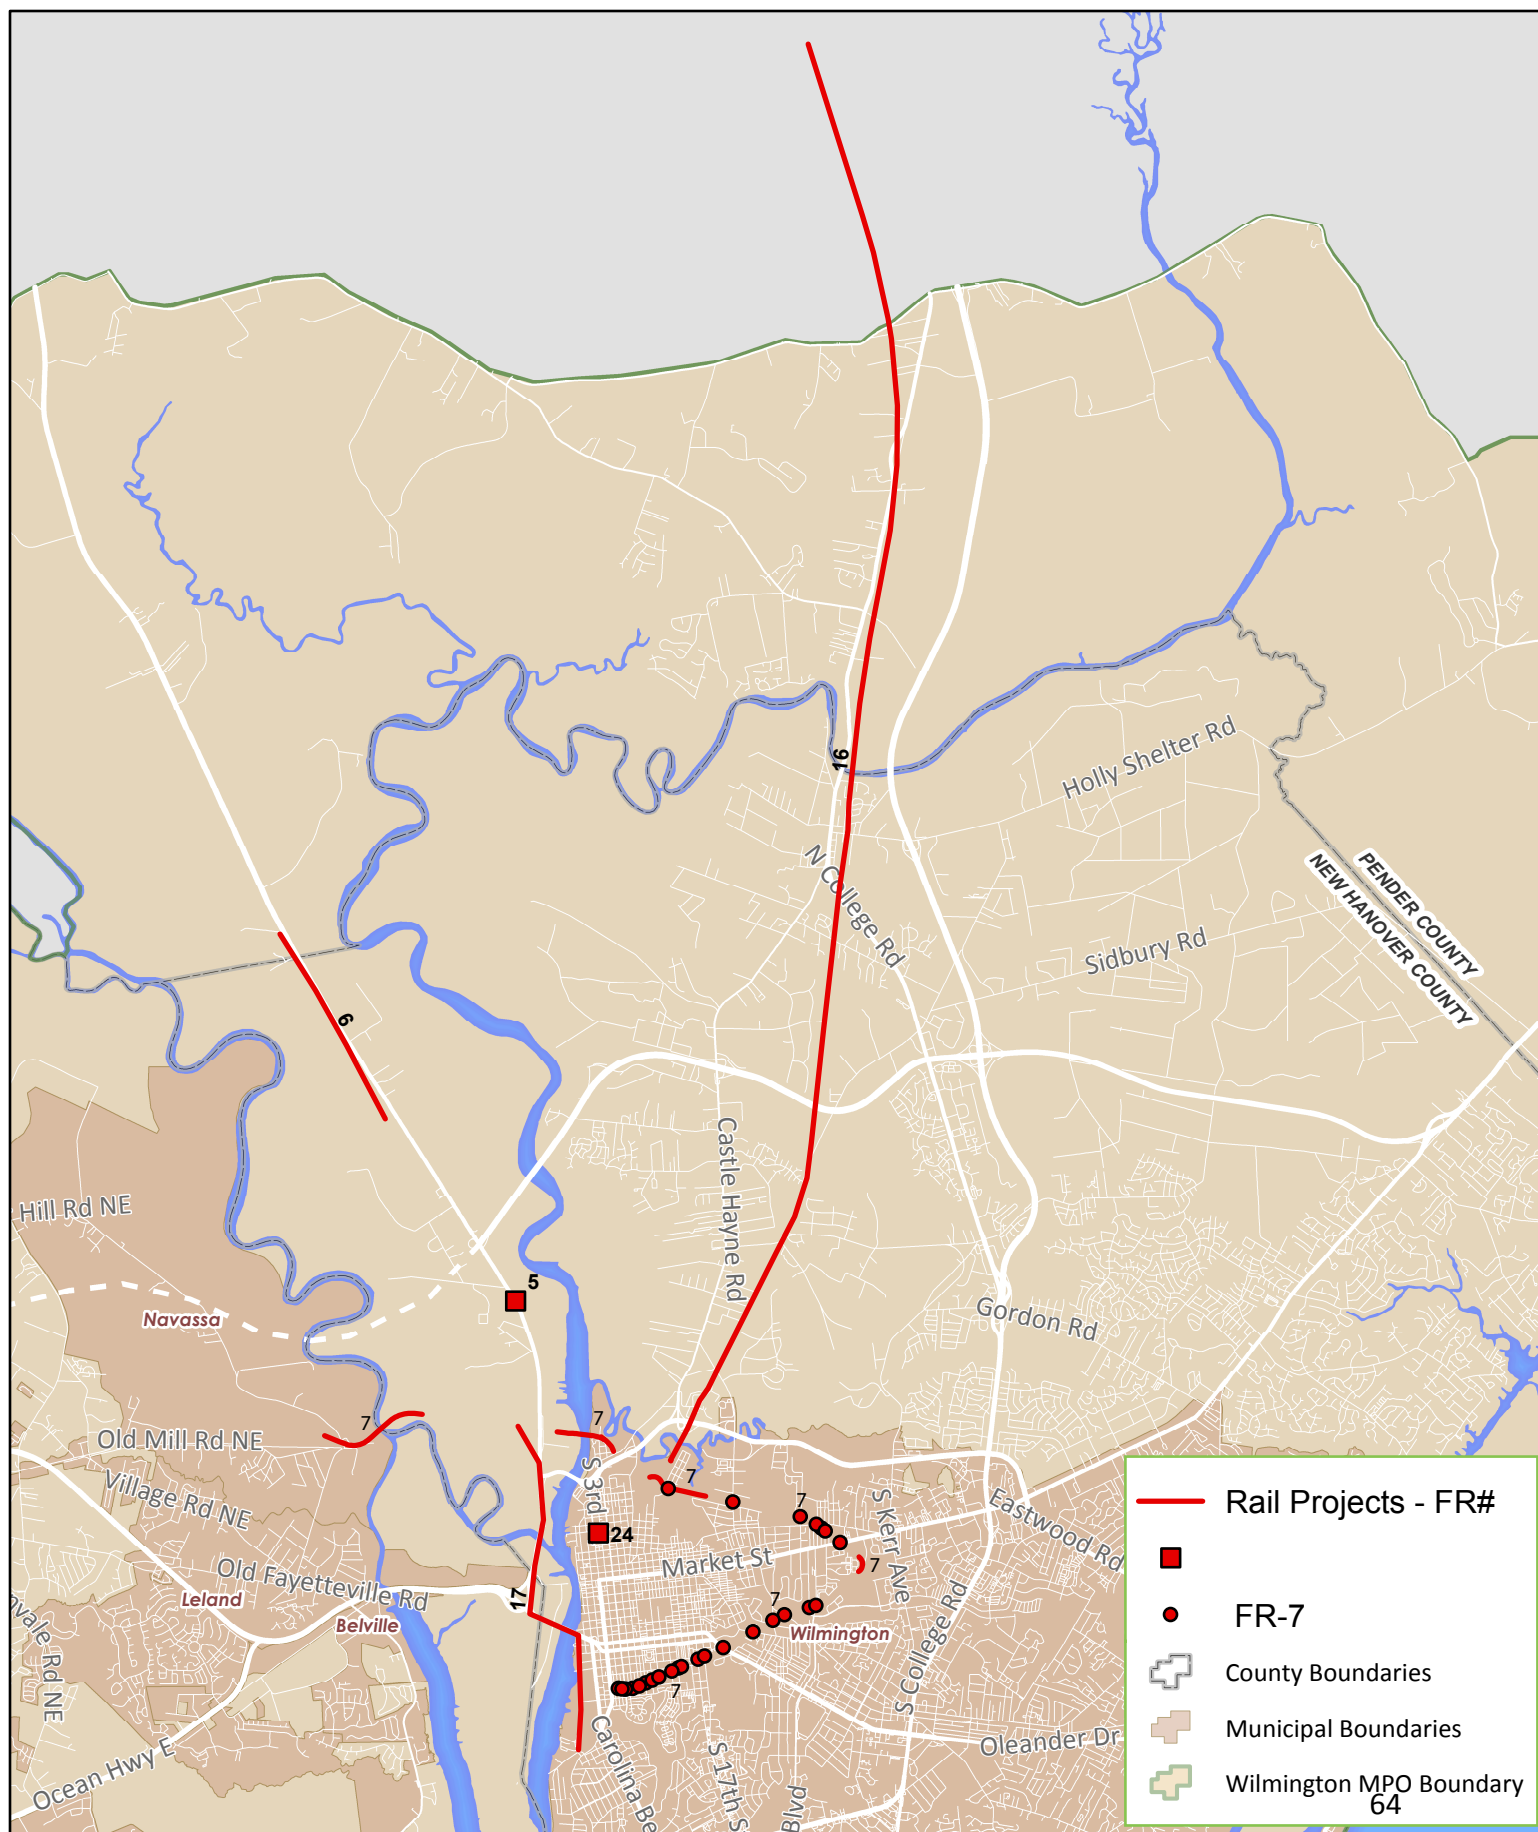 16
Holly Shelter Rd
N College Rd
PENDER COUNTY
NEW HANOVER COUNTY
Sidbury Rd
6
Castle Hayne Rd
Hill Rd NE
5
Navassa
Gordon Rd
7
7
Old Mill Rd NE
S 3rd
7
Village Rd NE
7
S Kerr Ave
Eastwood Rd
24
Market St
7
Old Fayetteville Rd
17
Leland
Belville
7
Wilmington
S College Rd
Rd NE
7
Carolina Be
S 17th S
Blvd
Oleander Dr
Ocean Hwy E
Rail Projects - FR#
FR-7
County Boundaries
Municipal Boundaries
Wilmington MPO Boundary
64